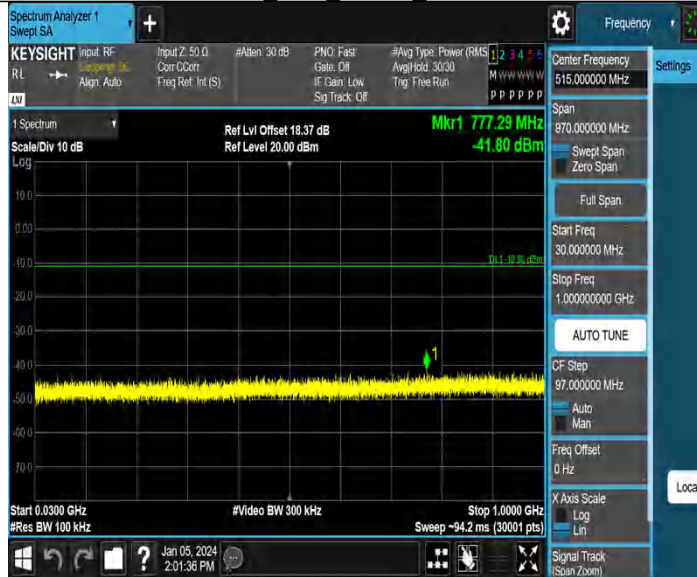 Spectrum Analyzer 1
Swept SA
+
Frequency
KEYSIGHT
Input: RF
Input Z: 50 Ω
#Atten: 30 dB
PNO: Fast
#Avg Type: Power (RMS
1 2 3 4 5 6
RL
Align: Auto
Corr CCorr
Freq Ref: Int (S)
Gate: Off
IF Gain: Low
Sig Track: Off
Avg|Hold: 30/30
Trig: Free Run
M W W W W W
P P P P P P
LXI
1 Spectrum
Scale/Div 10 dB
Log
Ref Lvl Offset 18.37 dB
Ref Level 20.00 dBm
Mkr1 777.29 MHz
-41.80 dBm
10.0
0.00
-10.0
-20.0
-30.0
-40.0
-50.0
-60.0
-70.0
1
Start 0.0300 GHz
#Res BW 100 kHz
#Video BW 300 kHz
Stop 1.0000 GHz
Sweep ~94.2 ms (30001 pts)
?
Jan 05, 2024
2:01:36 PM
Center Frequency
515.000000 MHz
Settings
Span
970.000000 MHz
Swept Span
Zero Span
Full Span
Start Freq
30.000000 MHz
Stop Freq
1.000000000 GHz
AUTO TUNE
CF Step
97.000000 MHz
Auto
Man
Freq Offset
0 Hz
Loca
X Axis Scale
Log
Lin
Signal Track
(Span Zoom)